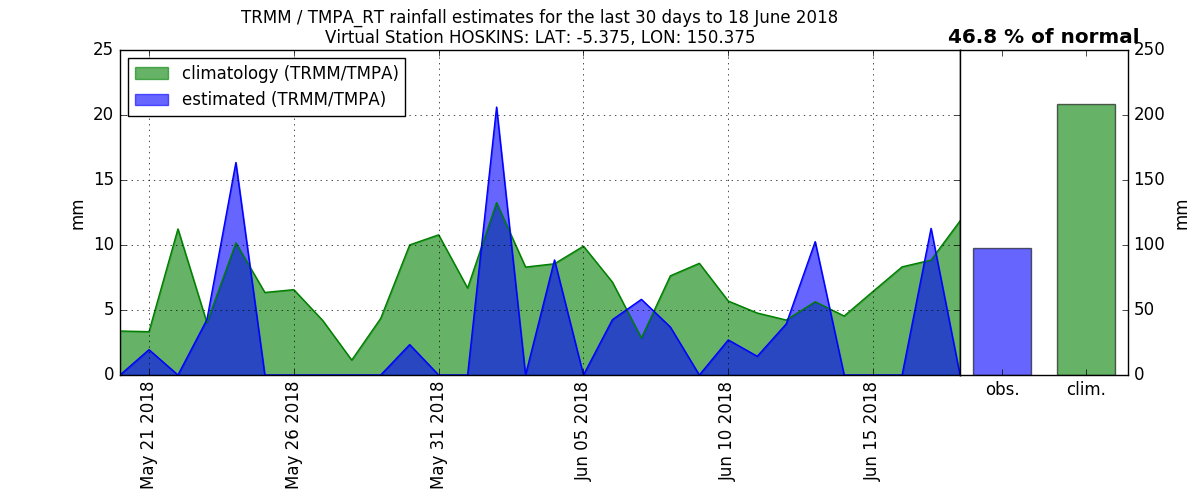 TRMM / TMPA_RT rainfall estimates for the last 30 days to 18 June 2018
Virtual Station HOSKINS: LAT: -5.375, LON: 150.375
46.8 % of normal
climatology (TRMM/TMPA)
estimated (TRMM/TMPA)
25
20
15
10
5
0
mm
250
200
150
100
50
0
mm
May 21 2018
May 26 2018
May 31 2018
Jun 05 2018
Jun 10 2018
Jun 15 2018
obs.
clim.